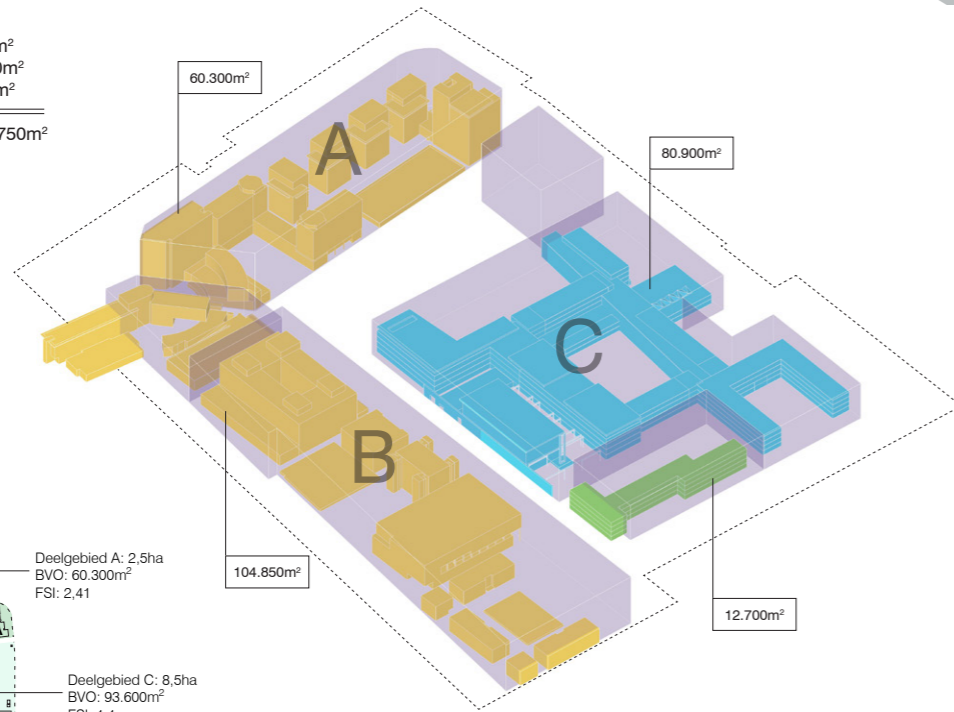 m²
0m²
m²
750m²
60.300m²
A
80.900m²
C
B
104.850m²
12.700m²
Deelgebied A: 2,5ha
BVO: 60.300m²
FSI: 2,41
Deelgebied C: 8,5ha
BVO: 93.600m²